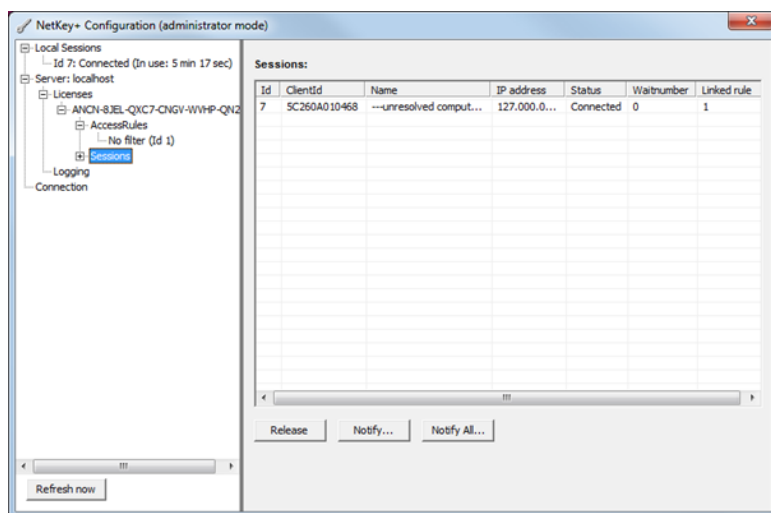 NetKey+ Configuration (administrator mode)
Local Sessions
Id 7: Connected (In use: 5 min 17 sec)
Server: localhost
Licenses
ANCN-8JEL-QXC7-CNGV-WVHP-QN2
AccessRules
No filter (Id 1)
Sessions
Logging
Connection
Refresh now
Sessions:
Id ClientId Name IP address Status Waitnumber Linked rule
7 5C260A010468 ---unresolved comput... 127.000.0... Connected 0 1
Release Notify... Notify All...